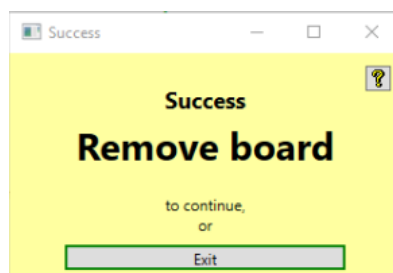 Success
?
Success
Remove board
to continue,
or
Exit